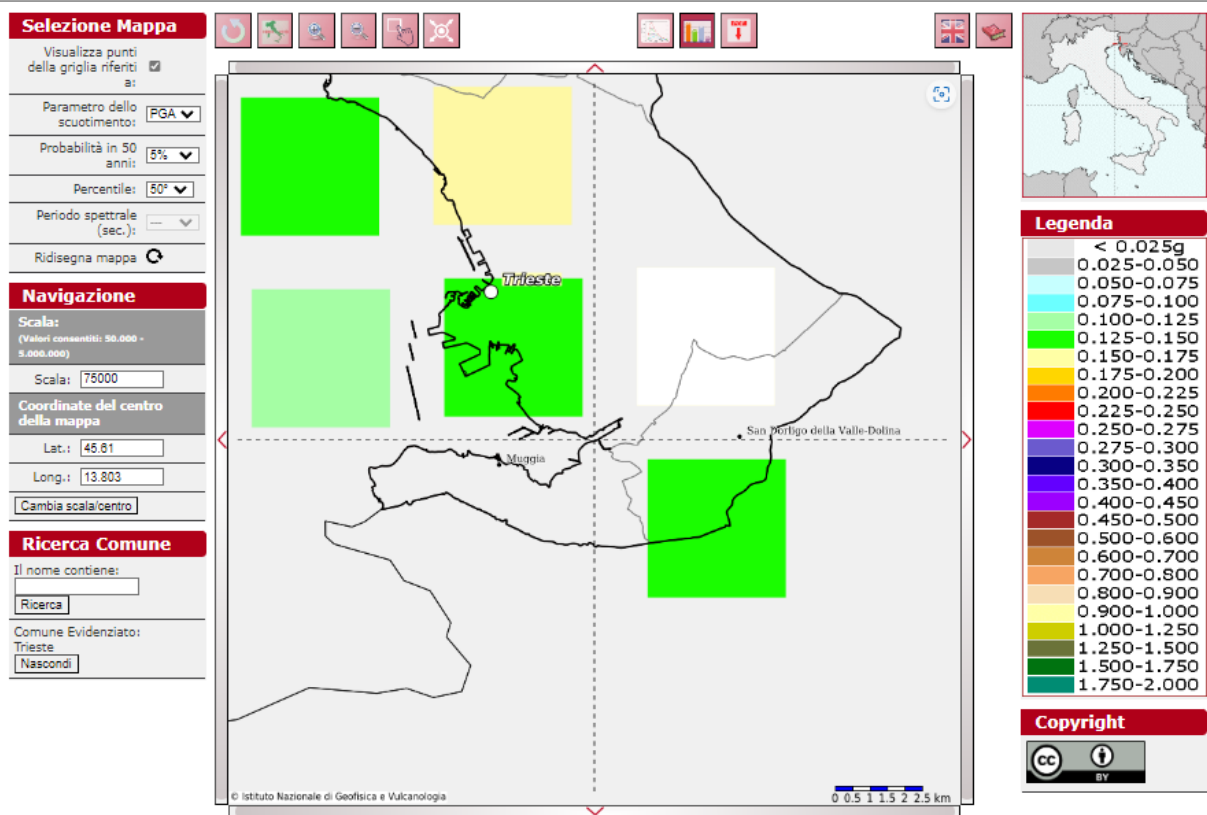 Selezione Mappa
Visualizza punti
della griglia riferiti
a:
Parametro dello
scuotimento:
PGA
Probabilità in 50
anni:
5%
Percentile:
50°
Periodo spettrale
(sec.):
---
Ridisegna mappa
Navigazione
Scala:
(Valori consentiti: 50.000 -
5.000.000)
Scala:
75000
Coordinate del centro
della mappa
Lat.:
45.61
Long.:
13.803
Cambia scala/centro
Ricerca Comune
Il nome contiene:
Ricerca
Comune Evidenziato:
Trieste
Nascondi
Trieste
San Dorligo della Valle-Dolina
Muggia
© Istituto Nazionale di Geofisica e Vulcanologia
0 0.5 1 1.5 2 2.5 km
Legenda
< 0.025g
0.025-0.050
0.050-0.075
0.075-0.100
0.100-0.125
0.125-0.150
0.150-0.175
0.175-0.200
0.200-0.225
0.225-0.250
0.250-0.275
0.275-0.300
0.300-0.350
0.350-0.400
0.400-0.450
0.450-0.500
0.500-0.600
0.600-0.700
0.700-0.800
0.800-0.900
0.900-1.000
1.000-1.250
1.250-1.500
1.500-1.750
1.750-2.000
Copyright
cc
BY